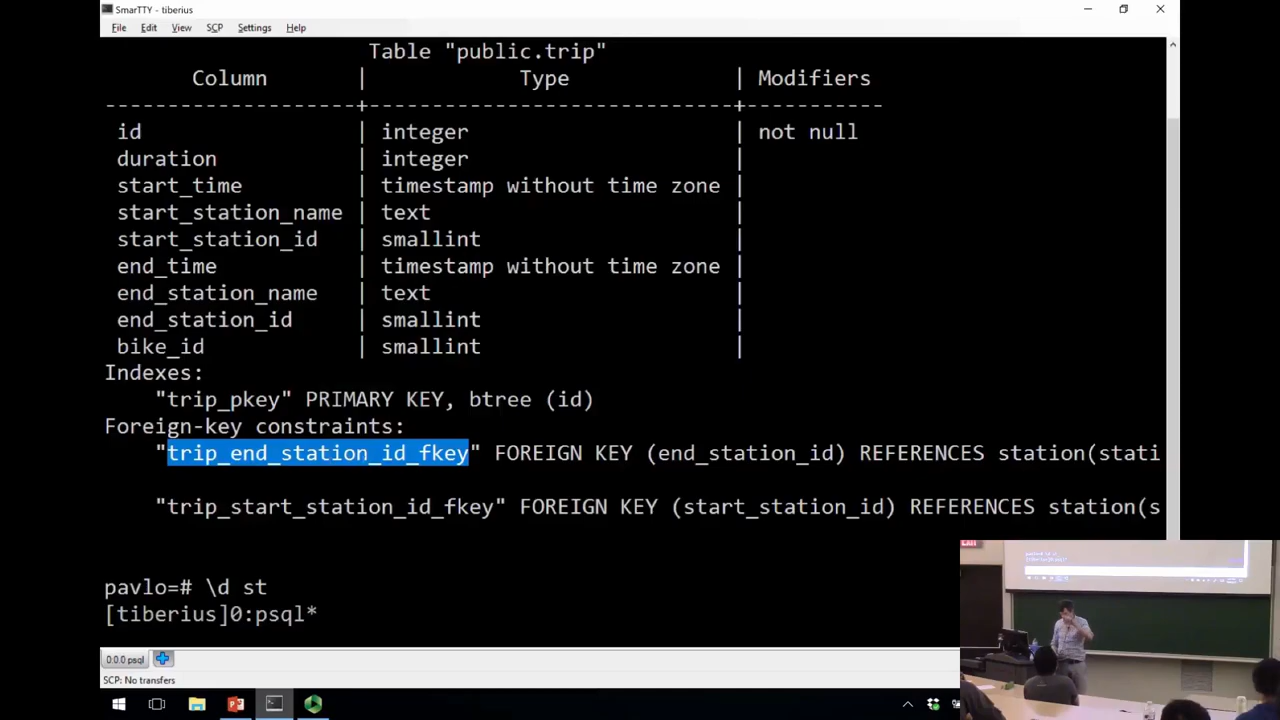 SmarTTY - tiberius
File Edit View SCP Settings Help
Table "public.trip"
Column | Type | Modifiers
--------------------+------------------------------+-----------
id | integer | not null
duration | integer |
start_time | timestamp without time zone |
start_station_name | text |
start_station_id | smallint |
end_time | timestamp without time zone |
end_station_name | text |
end_station_id | smallint |
bike_id | smallint |
Indexes:
"trip_pkey" PRIMARY KEY, btree (id)
Foreign-key constraints:
"trip_end_station_id_fkey" FOREIGN KEY (end_station_id) REFERENCES station(stati
"trip_start_station_id_fkey" FOREIGN KEY (start_station_id) REFERENCES station(s
pavlo=# \d st
[tiberius]0:psql*
0:0.0 psql
SCP: No transfers
EXIT